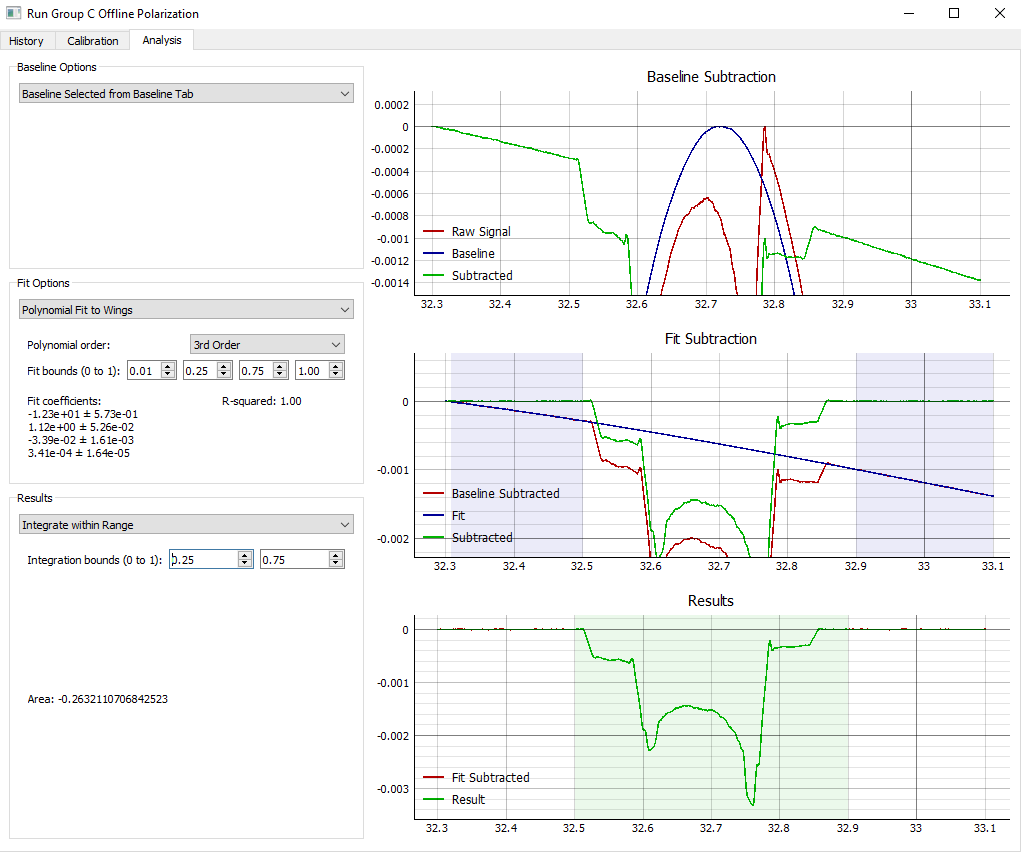 Run Group C Offline Polarization
History Calibration Analysis
Baseline Options
Baseline Selected from Baseline Tab
Fit Options
Polynomial Fit to Wings
Polynomial order: 3rd Order
Fit bounds (0 to 1): 0.01 0.25 0.75 1.00
Fit coefficients: R-squared: 1.00
-1.23e+01 ± 5.73e-01
1.12e+00 ± 5.26e-02
-3.39e-02 ± 1.61e-03
3.41e-04 ± 1.64e-05
Results
Integrate within Range
Integration bounds (0 to 1): 0.25 0.75
Area: -0.2632110706842523
Baseline Subtraction
0.0002
0
-0.0002
-0.0004
-0.0006
-0.0008
-0.001
-0.0012
-0.0014
Raw Signal
Baseline
Subtracted
32.3 32.4 32.5 32.6 32.7 32.8 32.9 33 33.1
Fit Subtraction
0
-0.001
-0.002
Baseline Subtracted
Fit
Subtracted
32.3 32.4 32.5 32.6 32.7 32.8 32.9 33 33.1
Results
0
-0.001
-0.002
-0.003
Fit Subtracted
Result
32.3 32.4 32.5 32.6 32.7 32.8 32.9 33 33.1